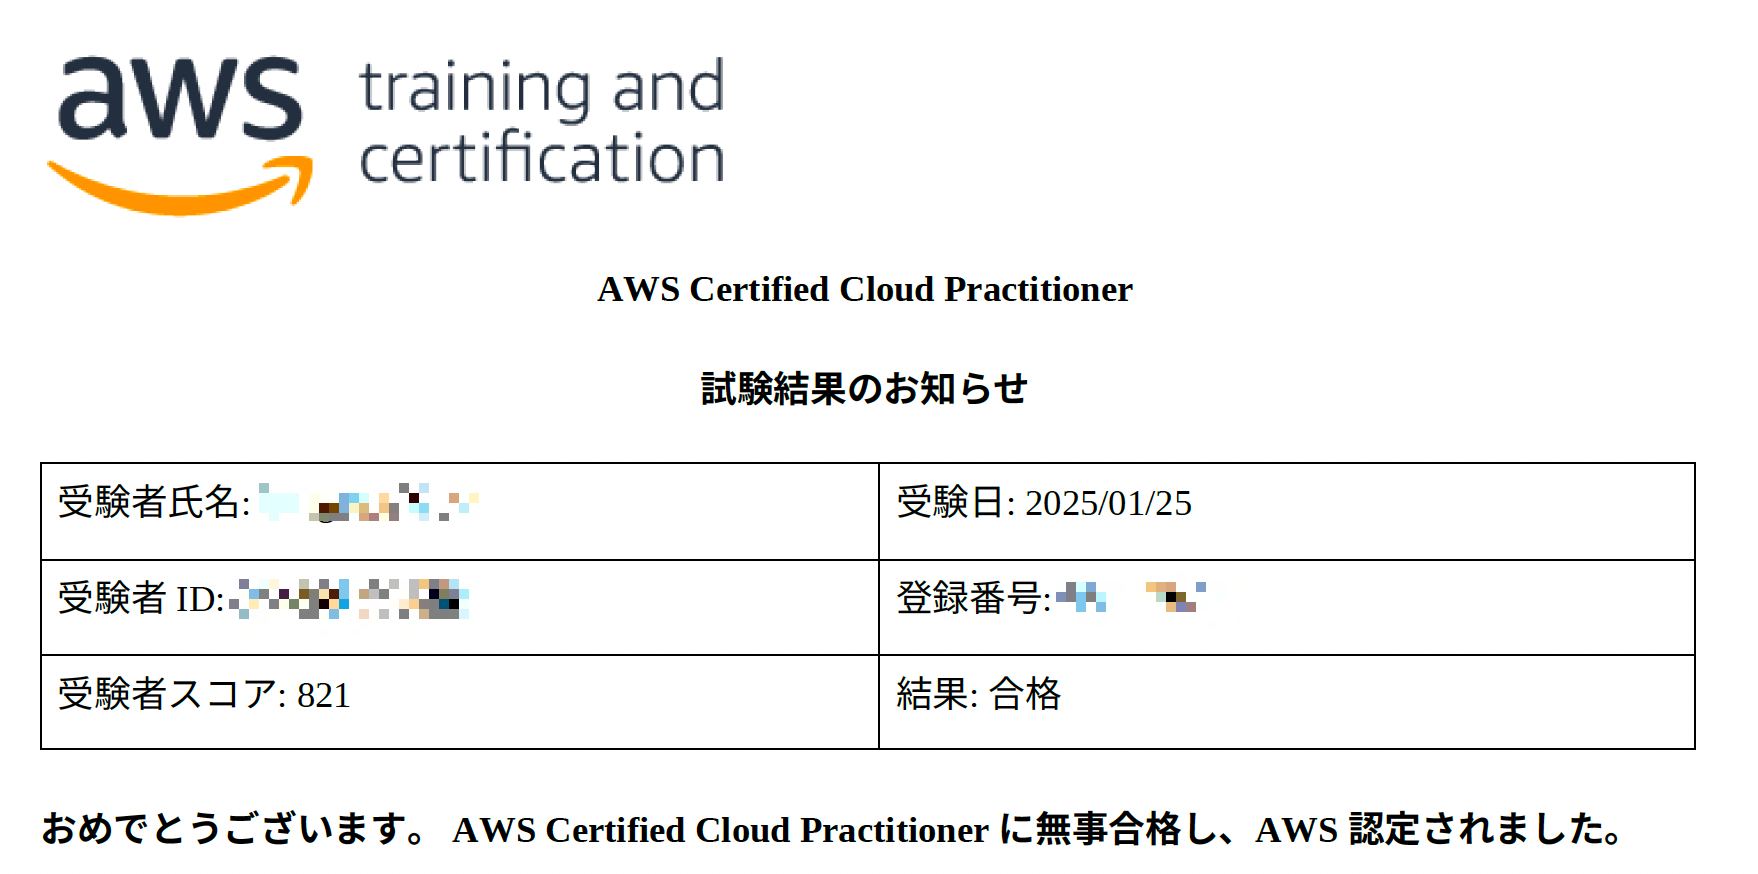 aws training and
certification
AWS Certified Cloud Practitioner
試験結果のお知らせ
受験者氏名:
受験日: 2025/01/25
受験者 ID:
登録番号:
受験者スコア: 821
結果: 合格
おめでとうございます。 AWS Certified Cloud Practitioner に無事合格し、AWS 認定されました。